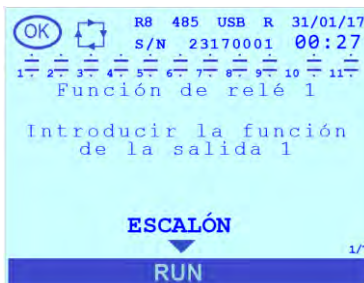 OK R8 485 USB R 31/01/17
S/N 23170001 00:27
1 2 3 4 5 6 7 8 9 10 11
Función de relé 1
Introducir la función
de la salida 1
ESCALÓN
1/
RUN